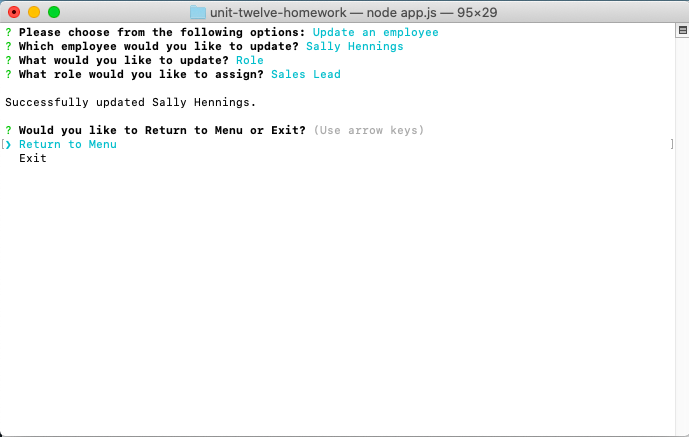 unit-twelve-homework — node app.js — 95×29
? Please choose from the following options: Update an employee
? Which employee would you like to update? Sally Hennings
? What would you like to update? Role
? What role would you like to assign? Sales Lead
Successfully updated Sally Hennings.
? Would you like to Return to Menu or Exit? (Use arrow keys)
[❯ Return to Menu ]
Exit